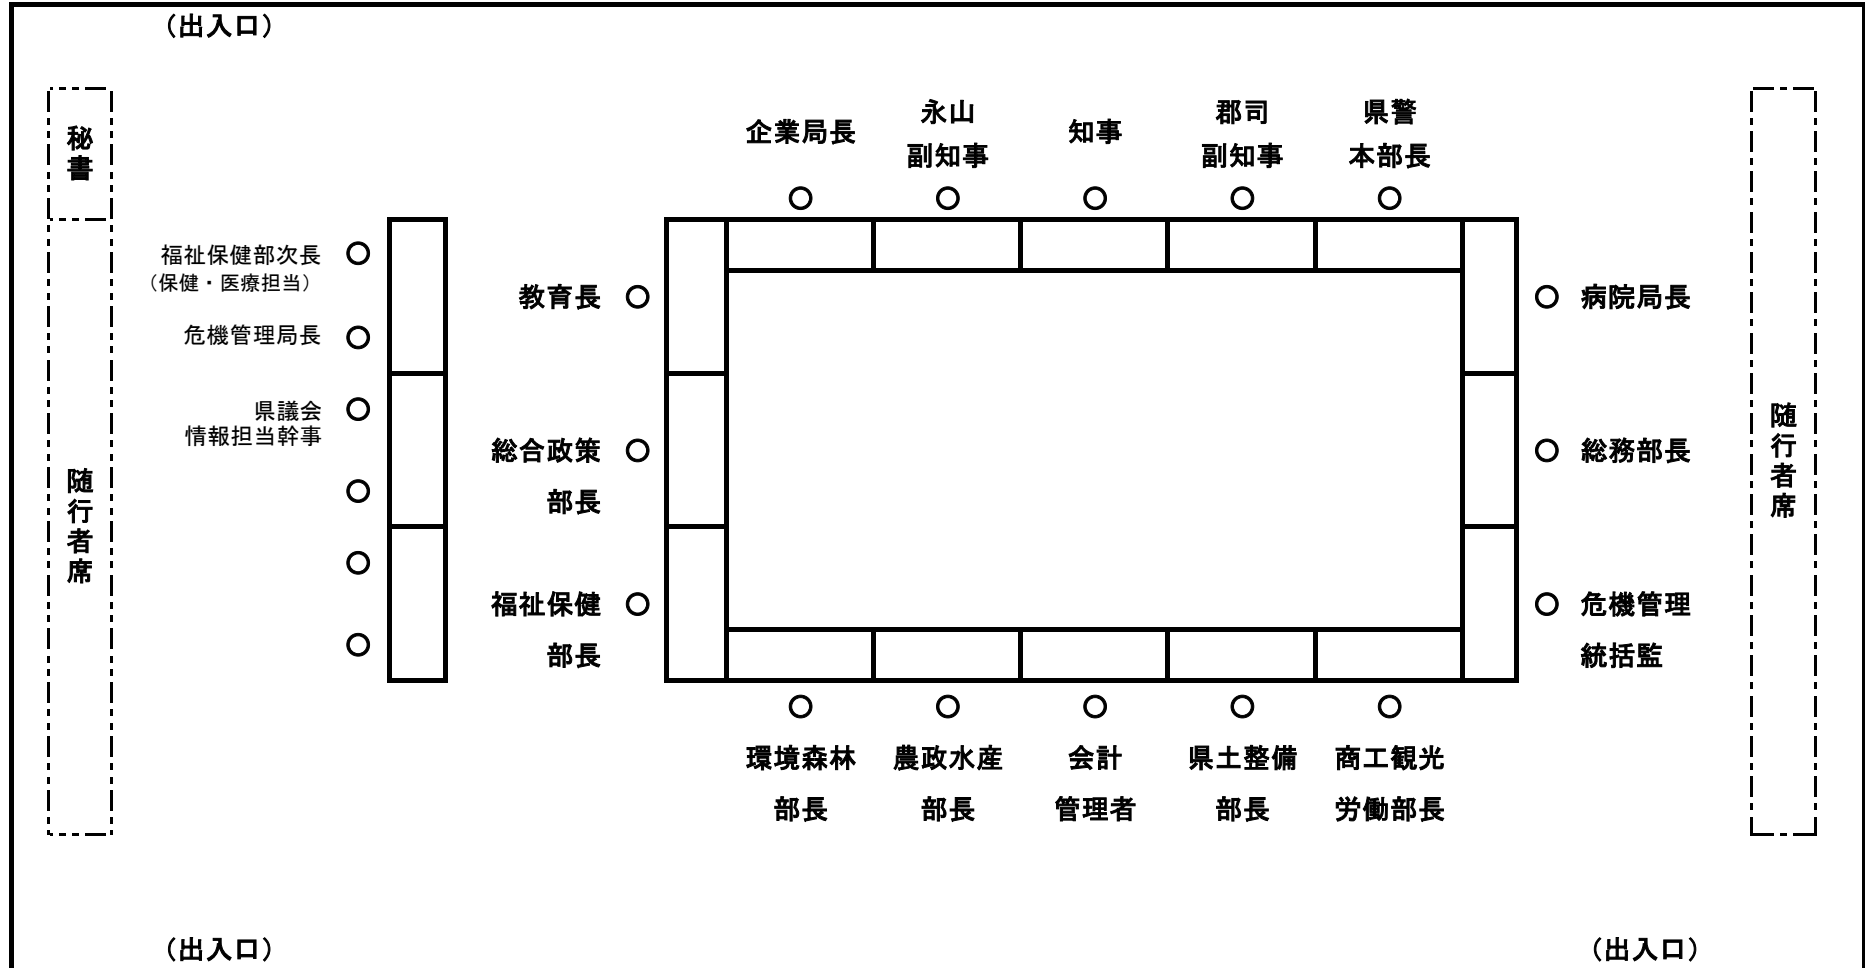 （出入口）
企業局長
永山
副知事
知事
郡司
副知事
県警
本部長
秘書
随行者席
福祉保健部次長
（保健・医療担当）
危機管理局長
県議会
情報担当幹事
教育長
総合政策
部長
福祉保健
部長
病院局長
総務部長
危機管理
統括監
随行者席
環境森林
部長
農政水産
部長
会計
管理者
県土整備
部長
商工観光
労働部長
（出入口）
（出入口）